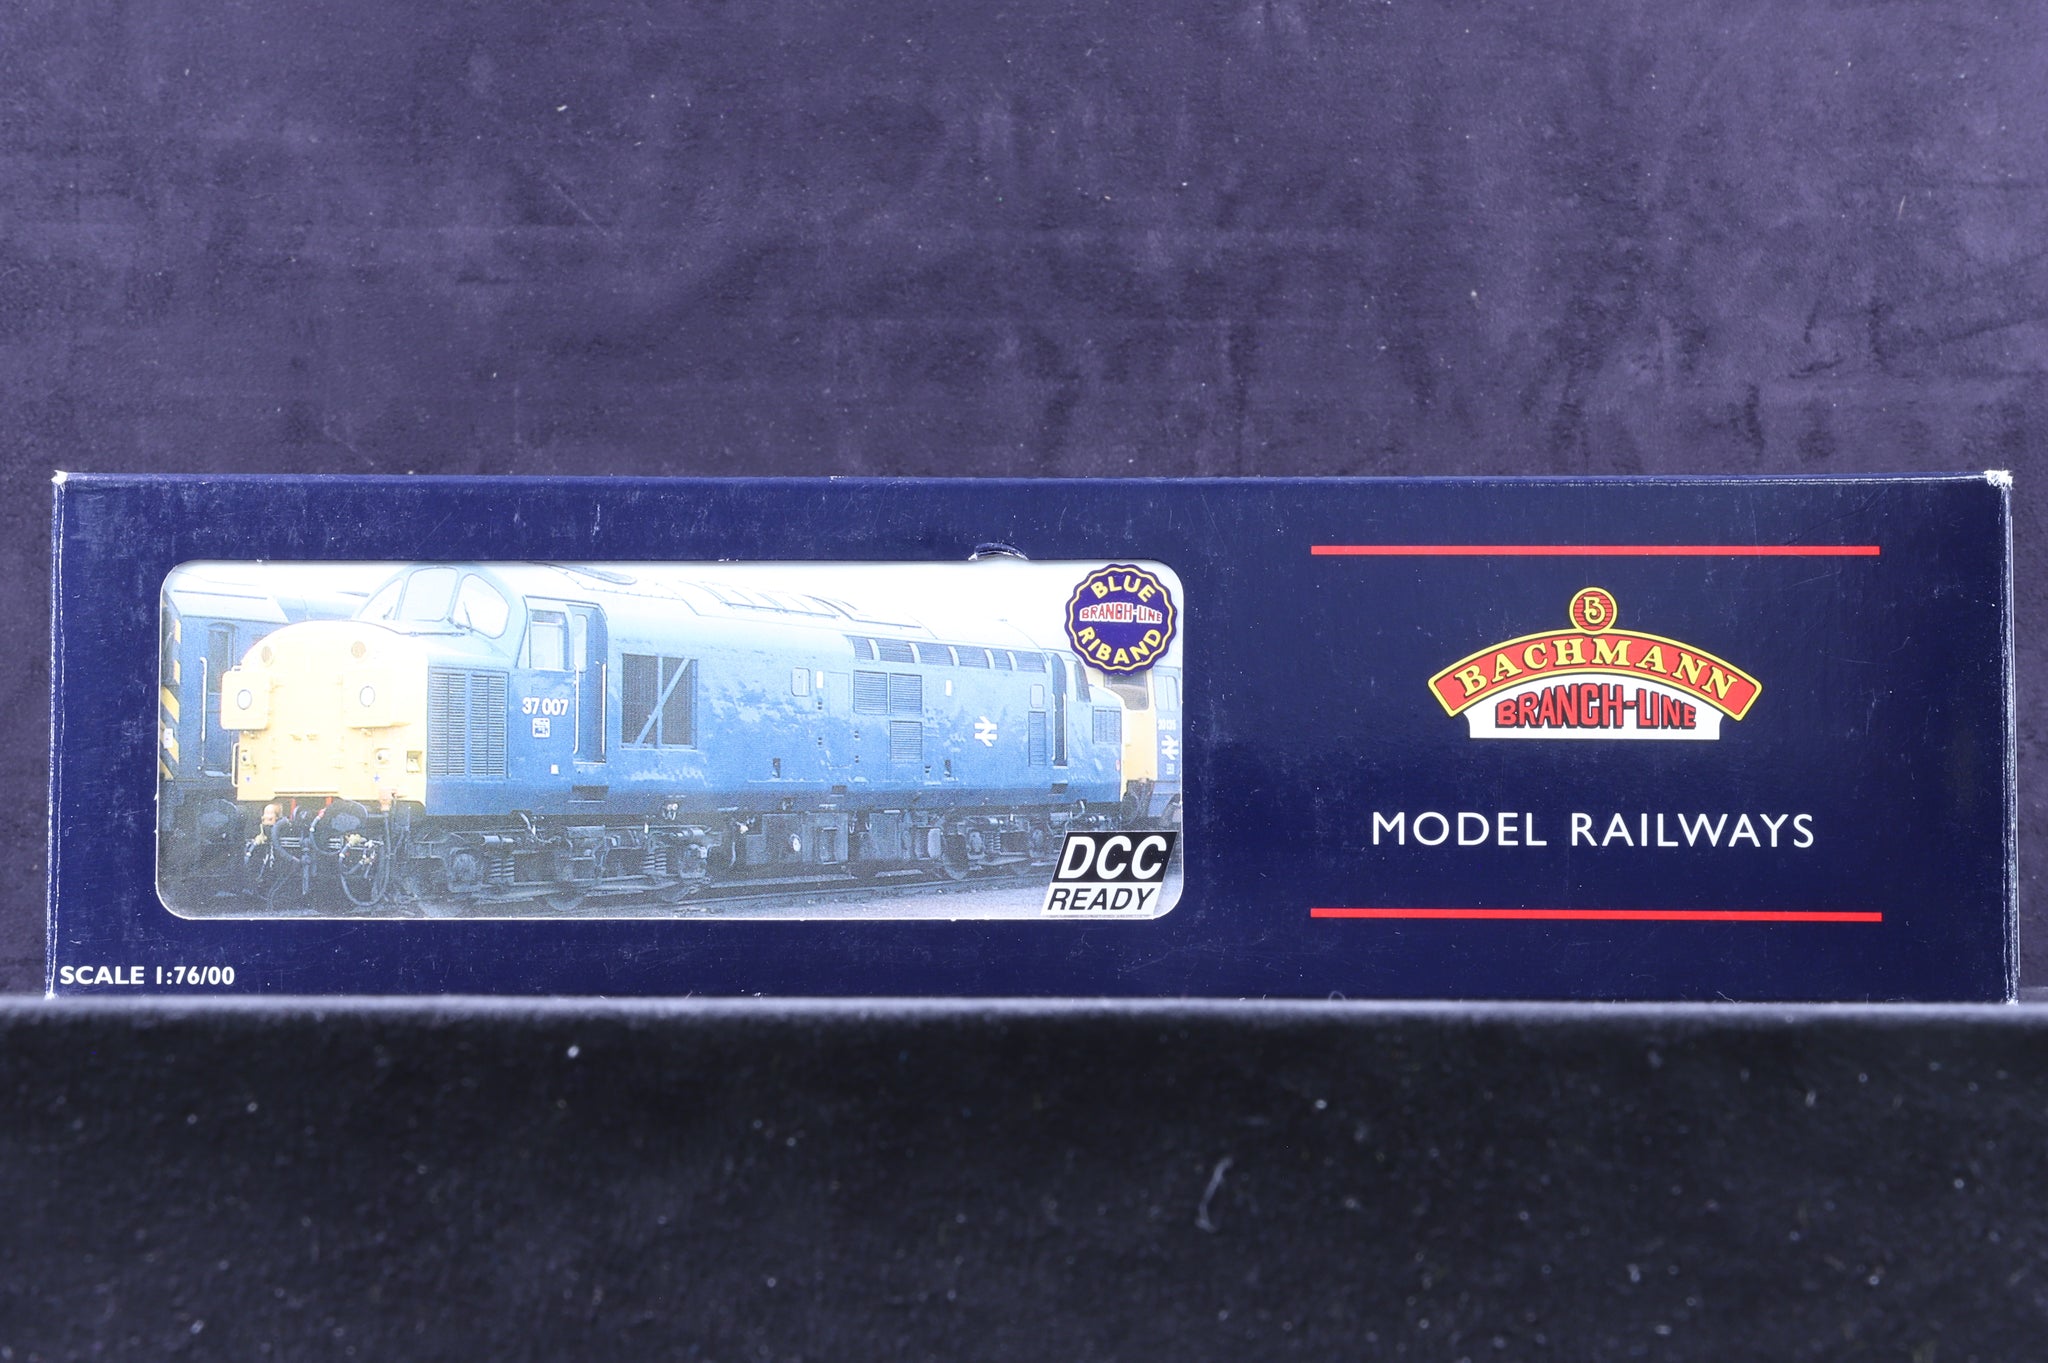 BLUE
BRANCH-LINE
RIBAND
37 007
DCC
READY
SCALE 1:76/00
BACHMANN
BRANCH-LINE
MODEL RAILWAYS